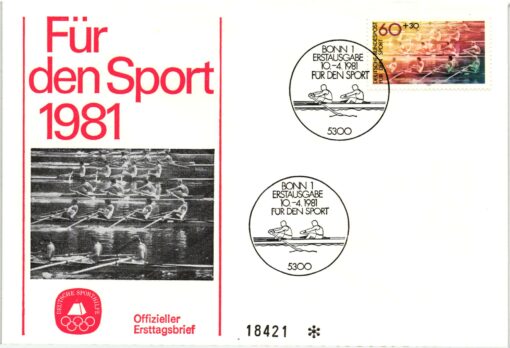 Für
den Sport
1981
DEUTSCHE SPORTHILFE
Offizieller
Ersttagsbrief
18421 *
BONN 1
ERSTAUSGABE
10.-4.1981
FÜR DEN SPORT
5300
60+30
DEUTSCHE BUNDESPOST
FÜR DEN SPORT
BONN 1
ERSTAUSGABE
10.-4.1981
FÜR DEN SPORT
5300